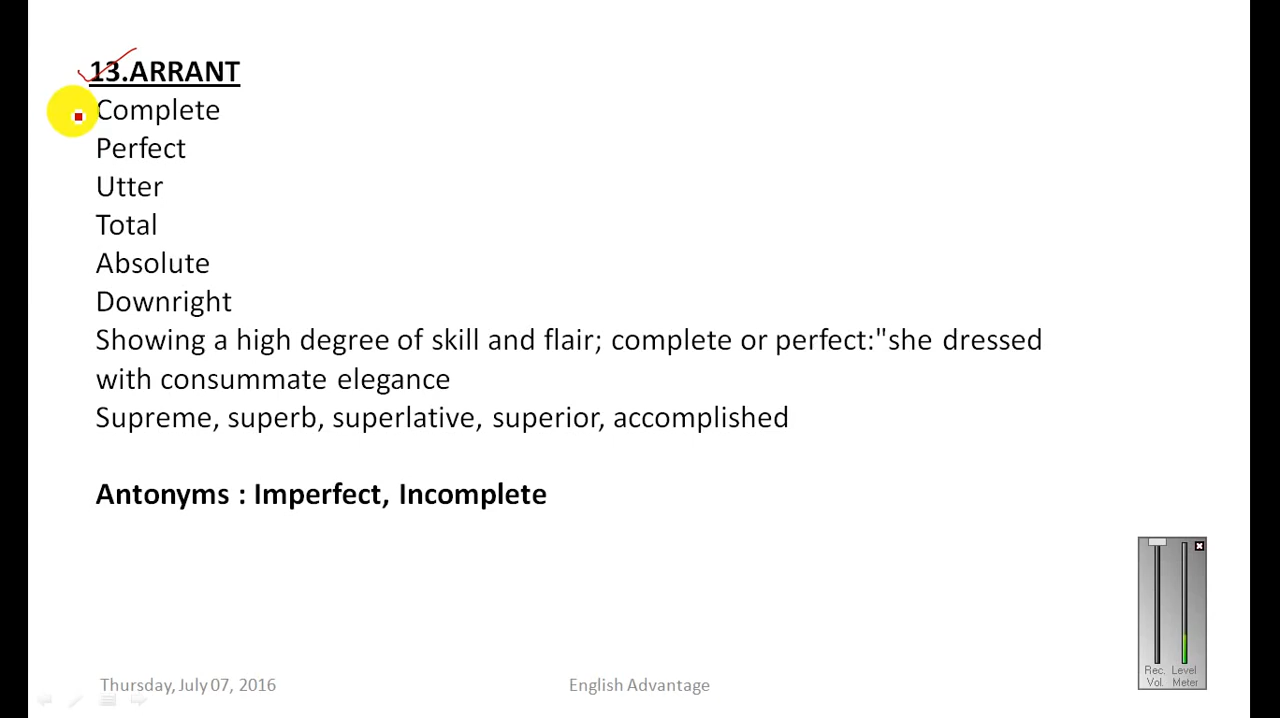 13.ARRANT
Complete
Perfect
Utter
Total
Absolute
Downright
Showing a high degree of skill and flair; complete or perfect:"she dressed
with consummate elegance
Supreme, superb, superlative, superior, accomplished
Antonyms : Imperfect, Incomplete
Rec. Level
Vol. Meter
Thursday, July 07, 2016
English Advantage